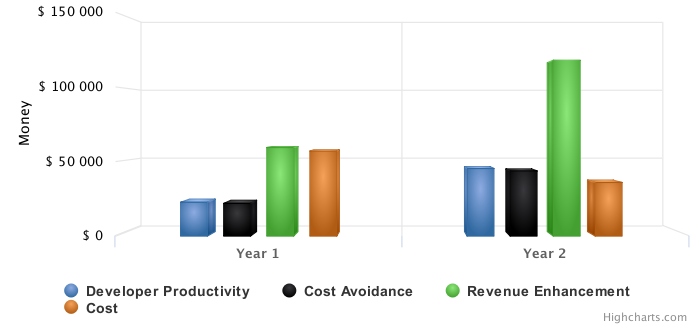 $ 150 000
$ 100 000
$ 50 000
$ 0
Money
Year 1
Year 2
Developer Productivity
Cost Avoidance
Revenue Enhancement
Cost
Highcharts.com